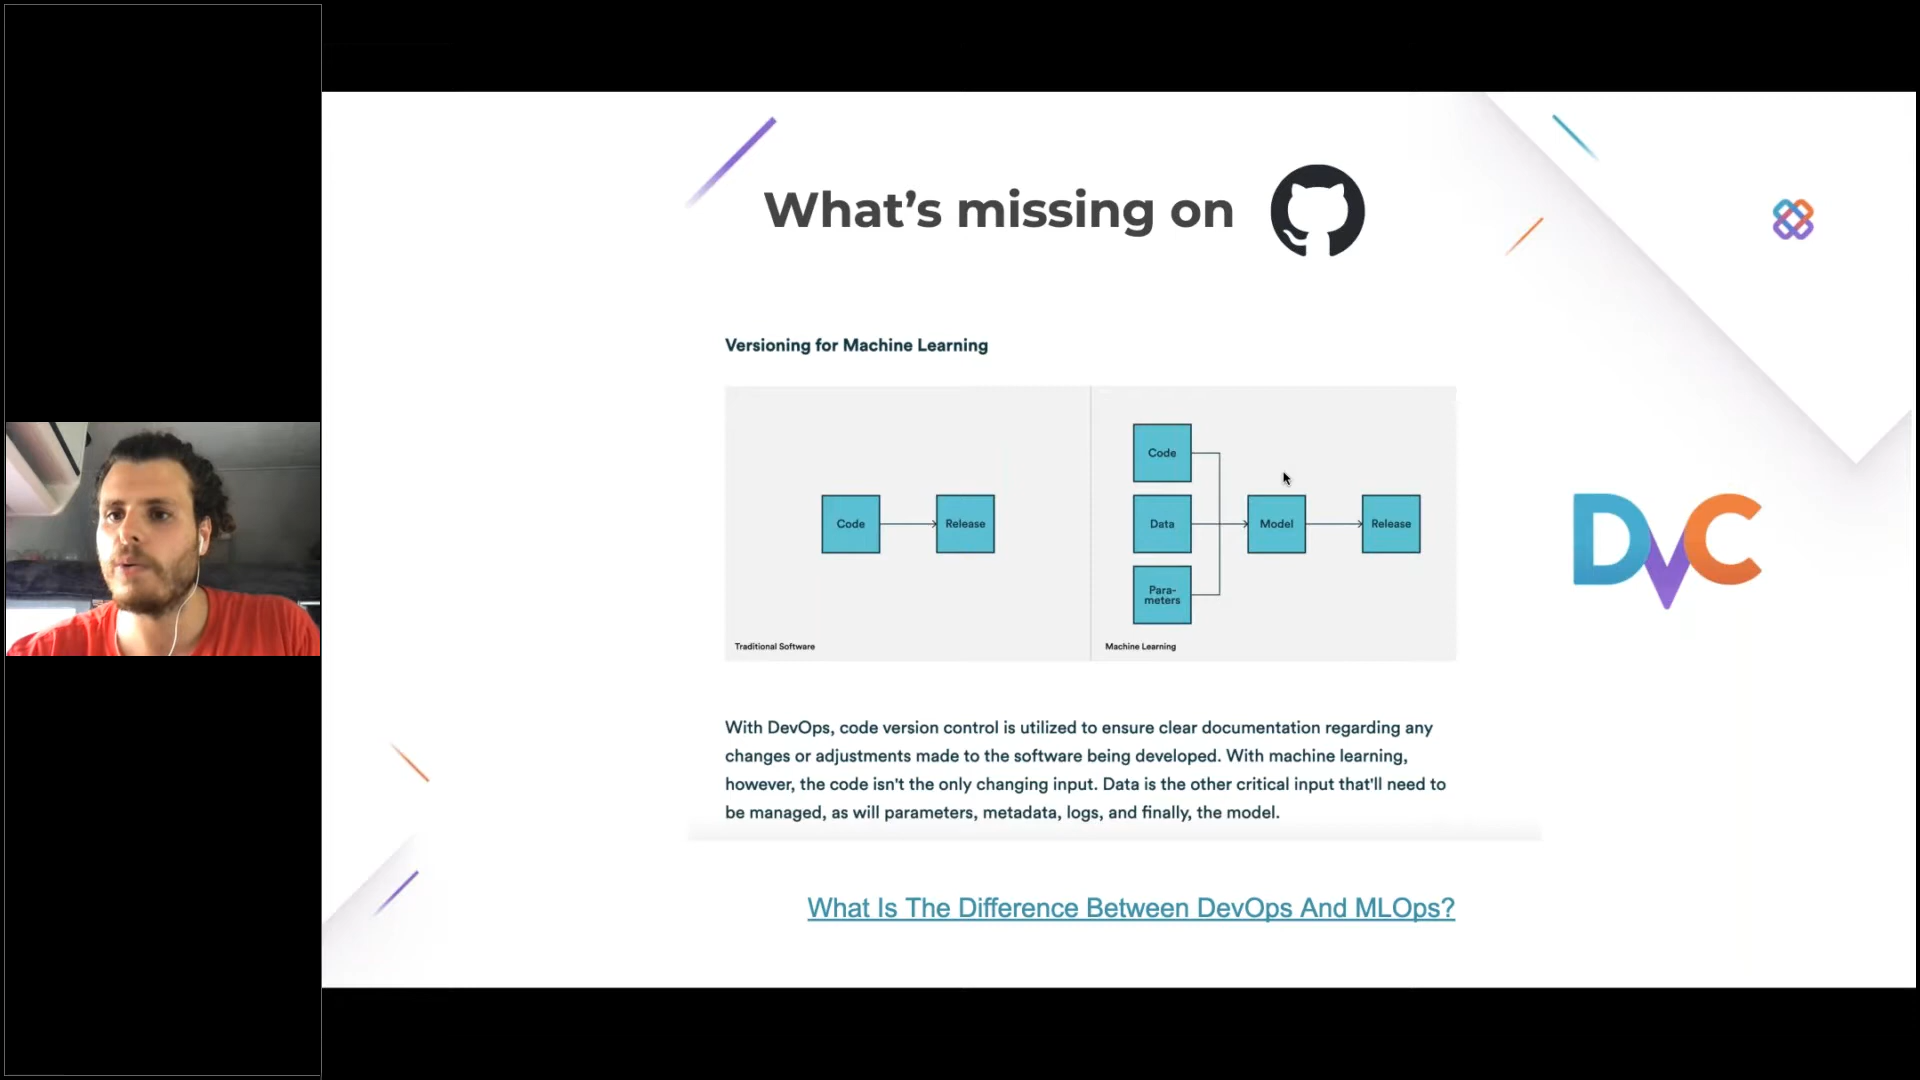 What's missing on
Versioning for Machine Learning
Code
Release
Traditional Software
Code
Data
Para-
meters
Model
Release
Machine Learning
DVC
With DevOps, code version control is utilized to ensure clear documentation regarding any
changes or adjustments made to the software being developed. With machine learning,
however, the code isn't the only changing input. Data is the other critical input that'll need to
be managed, as will parameters, metadata, logs, and finally, the model.
What Is The Difference Between DevOps And MLOps?